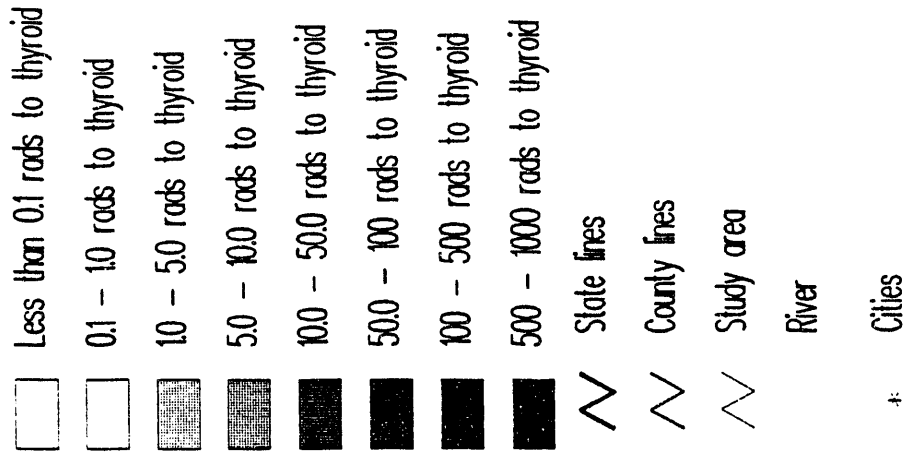 Less than 0.1 rads to thyroid
0.1 - 1.0 rads to thyroid
1.0 - 5.0 rads to thyroid
5.0 - 10.0 rads to thyroid
10.0 - 50.0 rads to thyroid
50.0 - 100 rads to thyroid
100 - 500 rads to thyroid
500 - 1000 rads to thyroid
State lines
County lines
Study area
River
* Cities